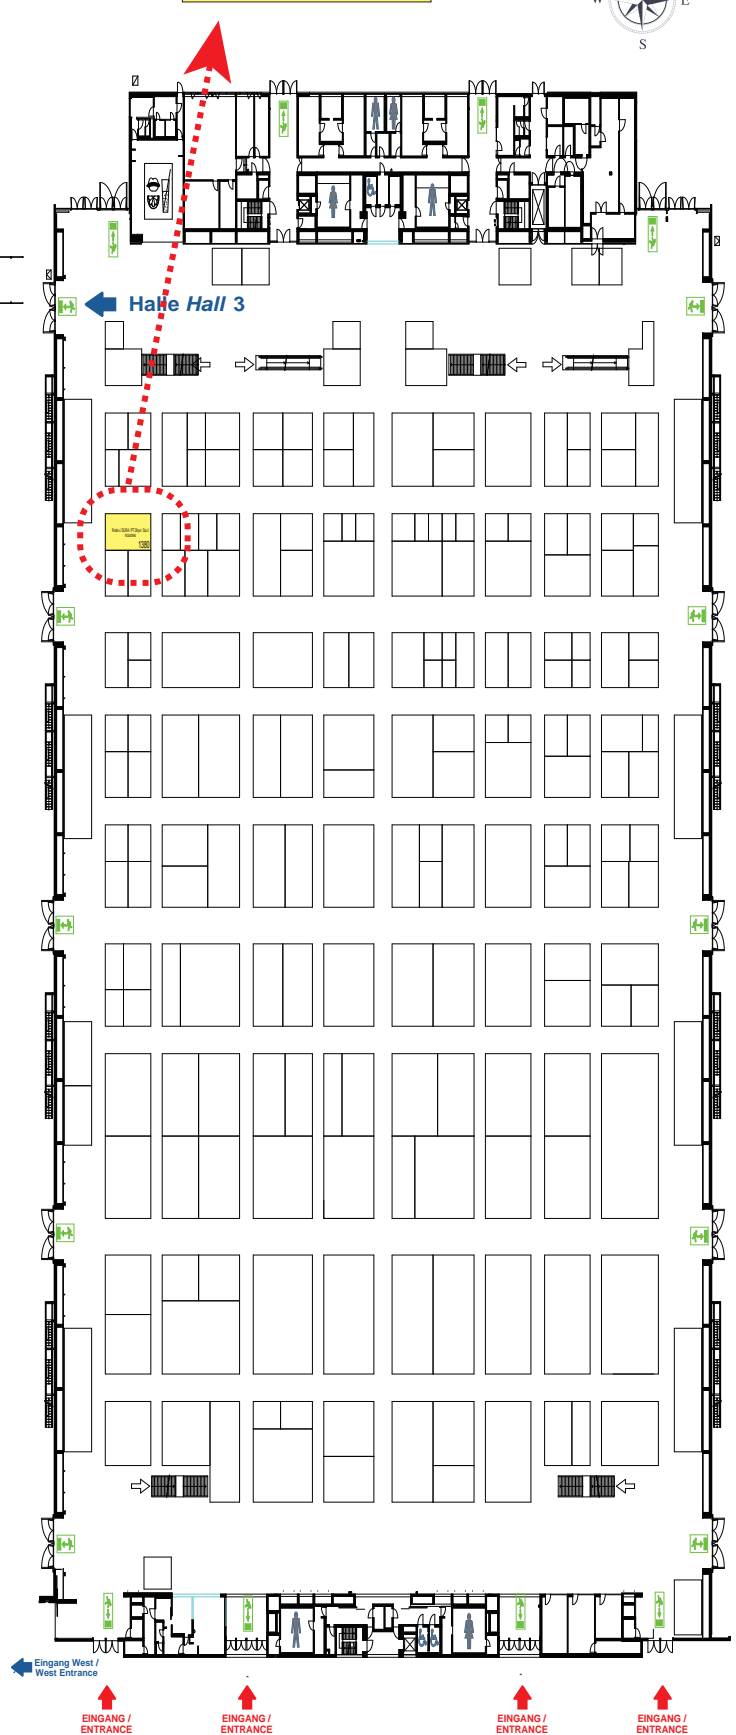 W
E
S
Halle Hall 3
1380
Eingang West /
West Entrance
EINGANG /
ENTRANCE
EINGANG /
ENTRANCE
EINGANG /
ENTRANCE
EINGANG /
ENTRANCE